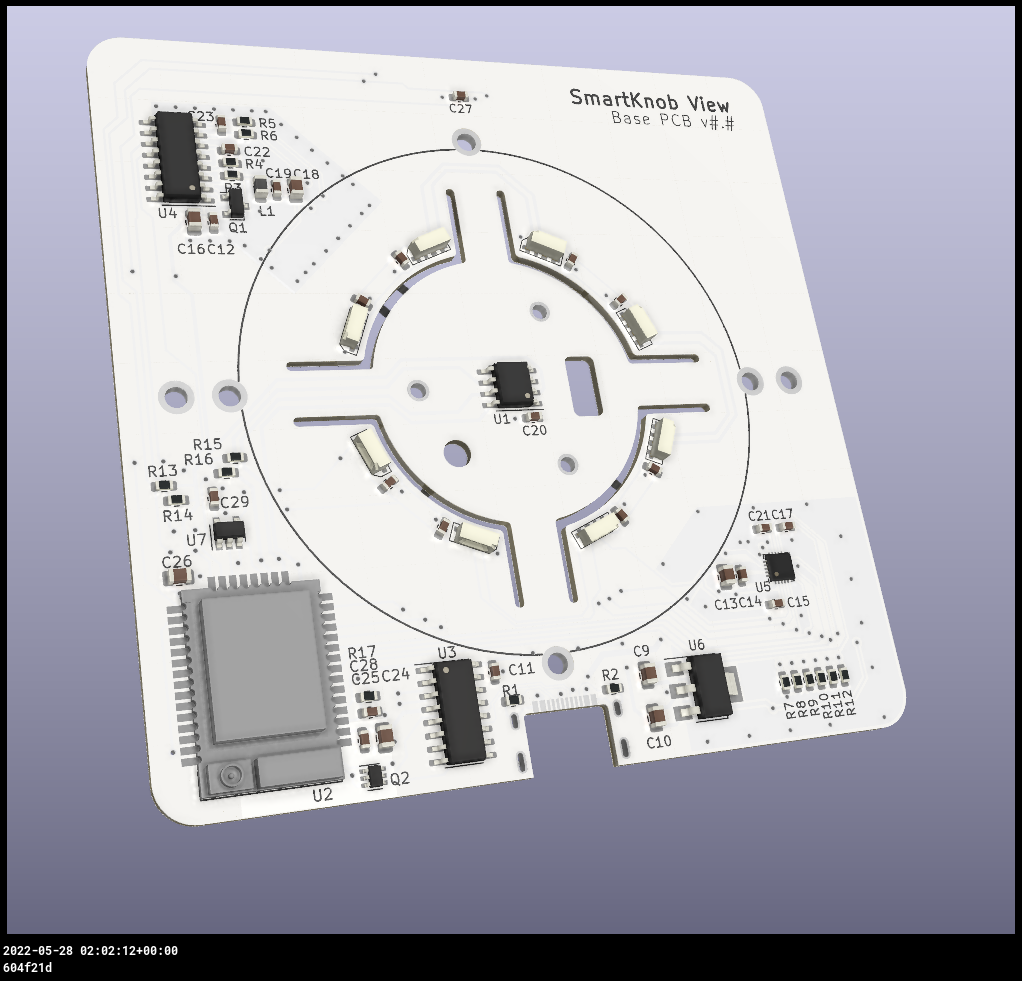 SmartKnob View
Base PCB v#.#
C27
C23
R5
R6
C22
R4
R3
C19
C18
L1
U4
Q1
C16
C12
U1
C20
R15
R16
R13
R14
C29
U7
C26
C21
C17
U5
C13
C14
C15
U6
C9
R2
C10
R7
R8
R9
R10
R11
R12
U3
C11
R1
R17
C28
C25
C24
Q2
U2
2022-05-28 02:02:12+00:00
604f21d